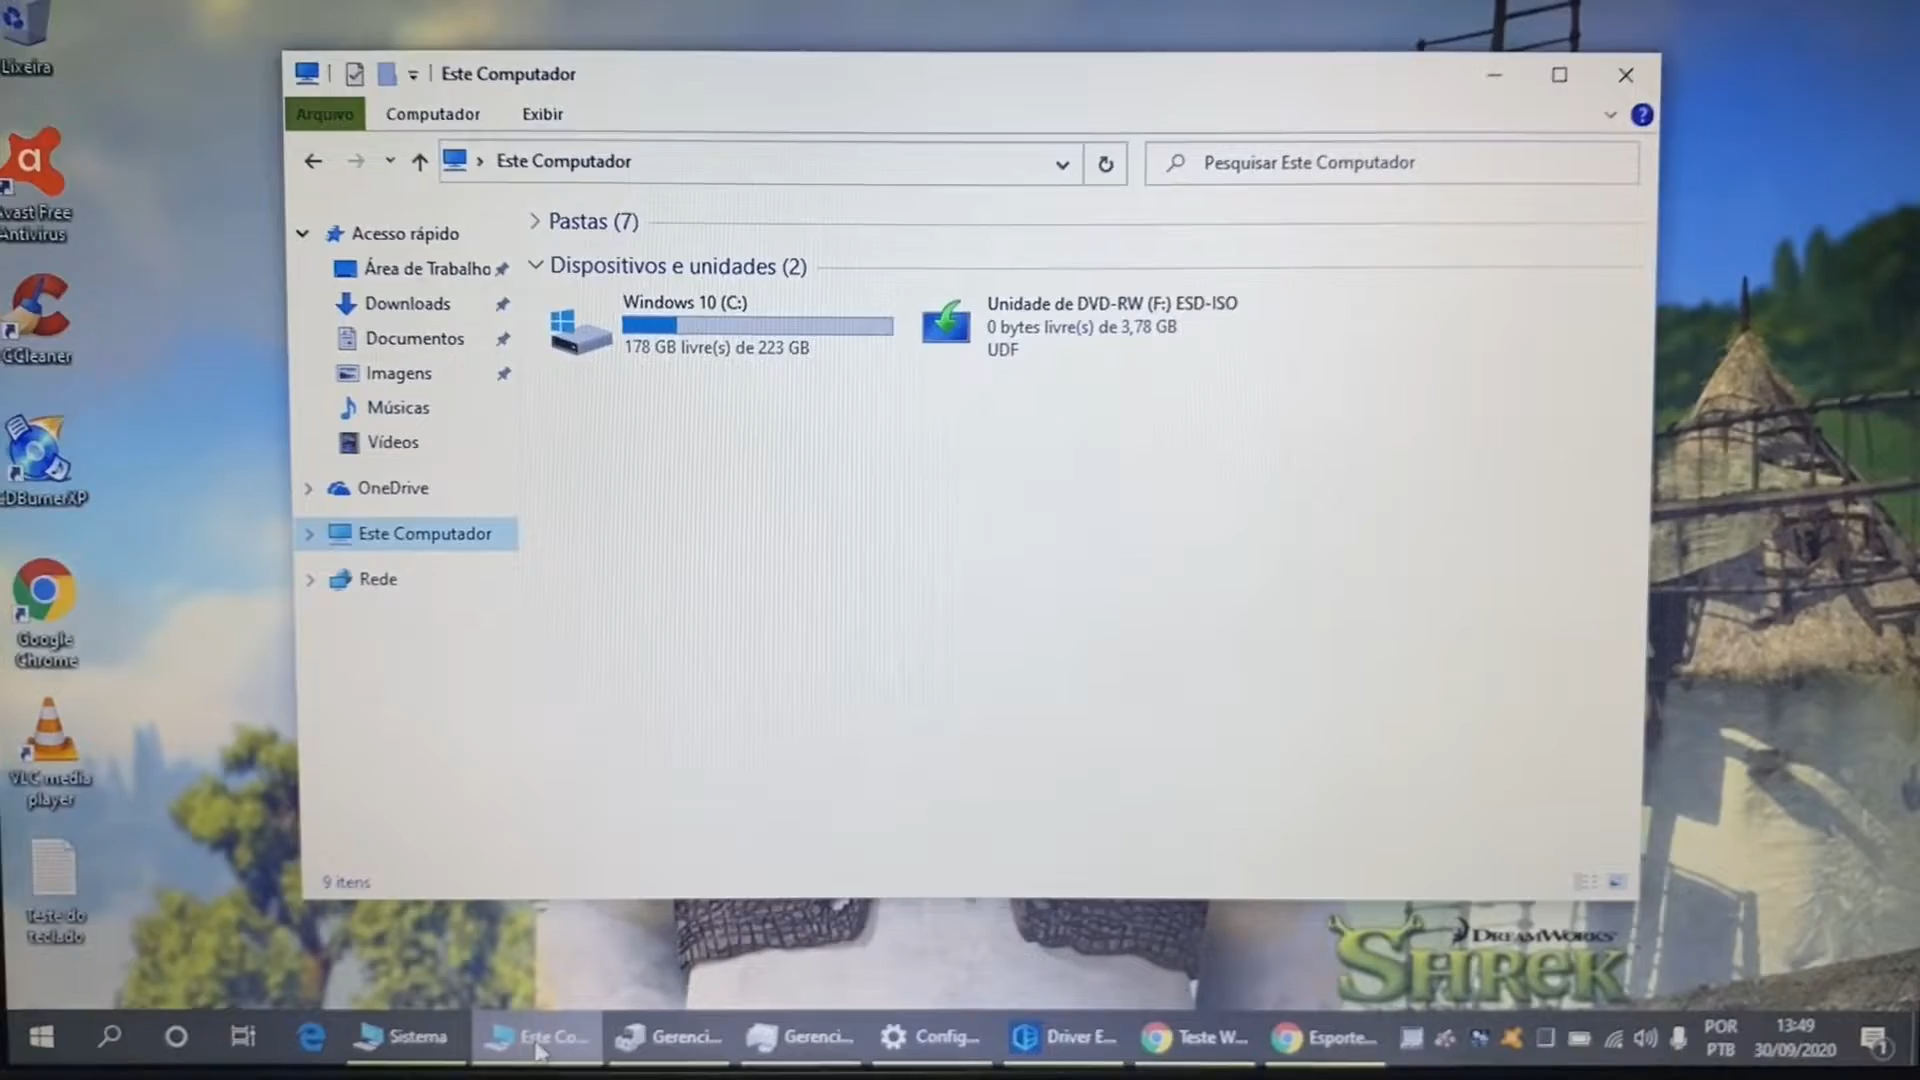 Lixeira
Avast Free
Antivirus
CCleaner
CDBurnerXP
Google
Chrome
VLC media
player
Teste do
teclado
Este Computador
Arquivo
Computador
Exibir
?
Este Computador
Pesquisar Este Computador
Acesso rápido
Área de Trabalho
Downloads
Documentos
Imagens
Músicas
Vídeos
OneDrive
Este Computador
Rede
Pastas (7)
Dispositivos e unidades (2)
Windows 10 (C:)
178 GB livre(s) de 223 GB
Unidade de DVD-RW (F:) ESD-ISO
0 bytes livre(s) de 3,78 GB
UDF
9 itens
DREAMWORKS
SHREK
Sistema
Este Co...
Gerenci...
Gerenci...
Config...
Driver E...
Teste W...
Esporte...
POR
PTB
13:49
30/09/2020
1